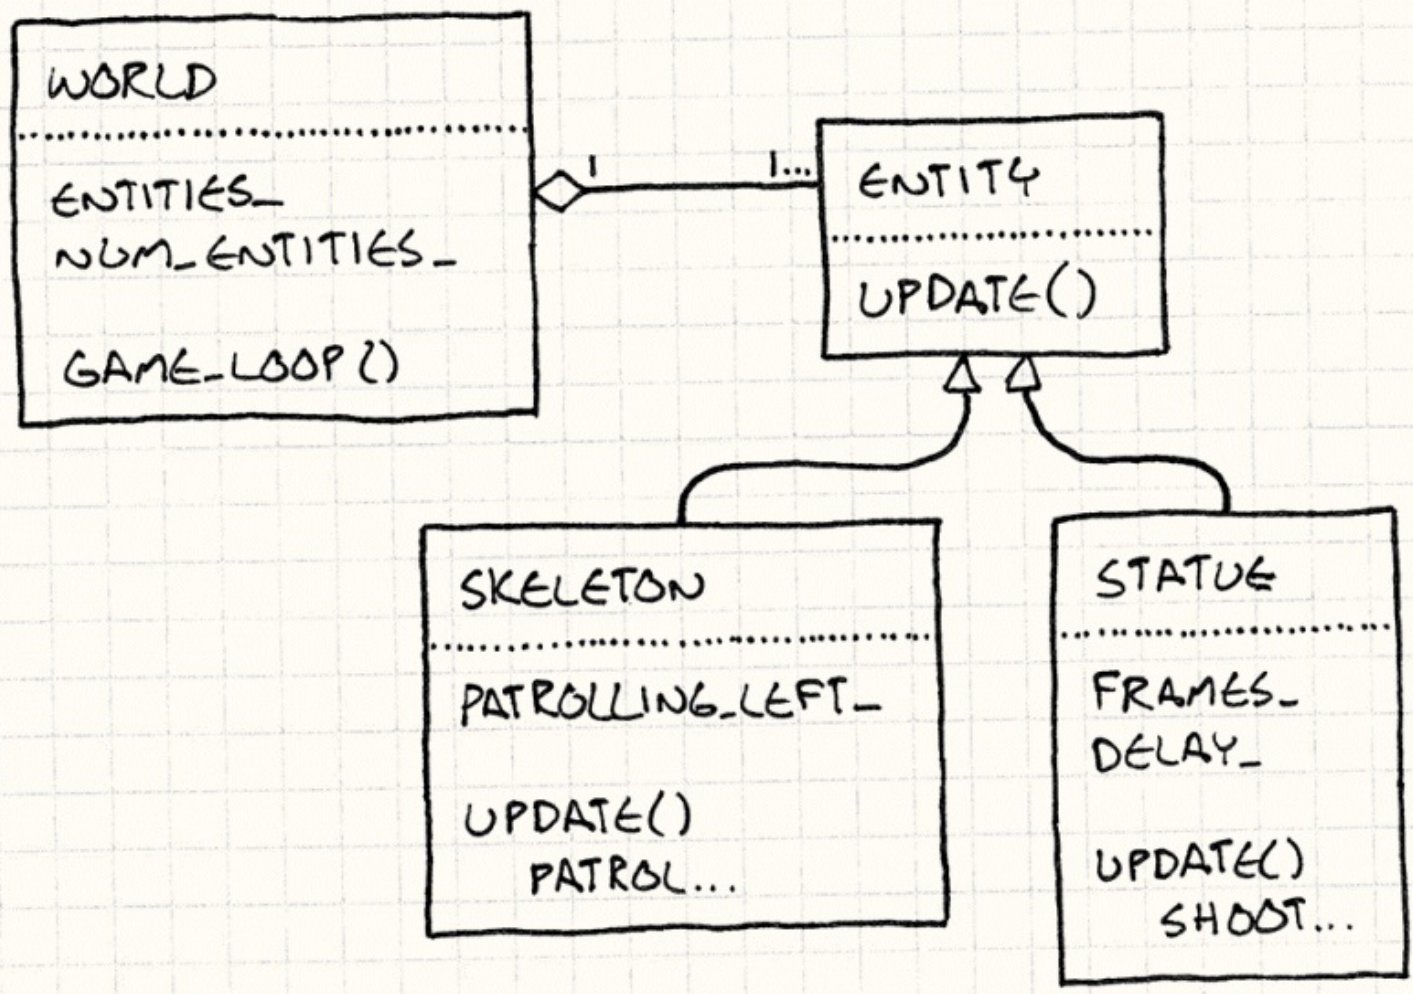 WORLD
ENTITIES_
NUM_ENTITIES_
GAME_LOOP()
1
1...
ENTITY
UPDATE()
SKELETON
PATROLLING_LEFT_
UPDATE()
PATROL...
STATUE
FRAMES_
DELAY_
UPDATE()
SHOOT...